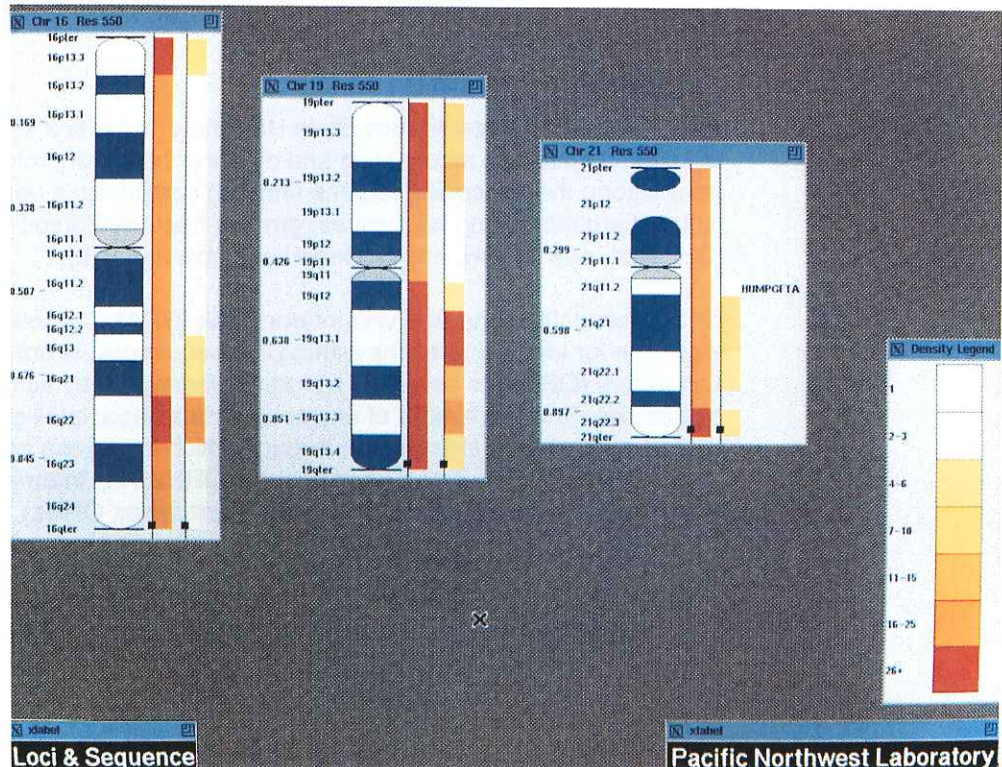 Chr 16 Res 550
16pter
16p13.3
16p13.2
16p13.1
0.169
16p12
0.338
16p11.2
16p11.1
16q11.1
16q11.2
0.507
16q12.1
16q12.2
16q13
0.676
16q21
16q22
0.845
16q23
16q24
16qter
Chr 19 Res 550
19pter
19p13.3
0.213
19p13.2
19p13.1
19p12
0.426
19p11
19q11
19q12
0.638
19q13.1
19q13.2
0.851
19q13.3
19q13.4
19qter
Chr 21 Res 550
21pter
21p12
21p11.2
0.299
21p11.1
21q11.2
HUMPGFTA
21q21
0.598
21q22.1
21q22.2
0.897
21q22.3
21qter
Density Legend
1
2-3
4-6
7-10
11-15
16-25
26+
xlabel
Loci & Sequence
xlabel
Pacific Northwest Laboratory